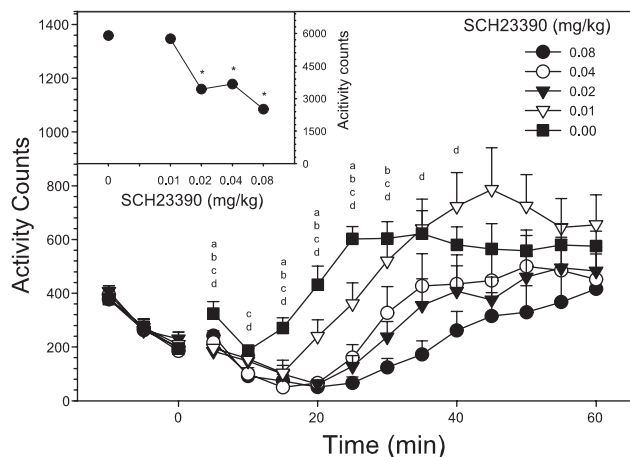 SCH23390 (mg/kg)
0.08
0.04
0.02
0.01
0.00
1400
1200
1000
800
600
400
200
0
Activity Counts
6000
4500
3000
1500
0
Acitivity counts
*
*
*
0
0.01
0.02
0.04
0.08
SCH23390 (mg/kg)
a
b
c
d
c
d
a
b
c
d
a
b
c
d
a
b
c
d
b
c
d
d
d
0
20
40
60
Time (min)